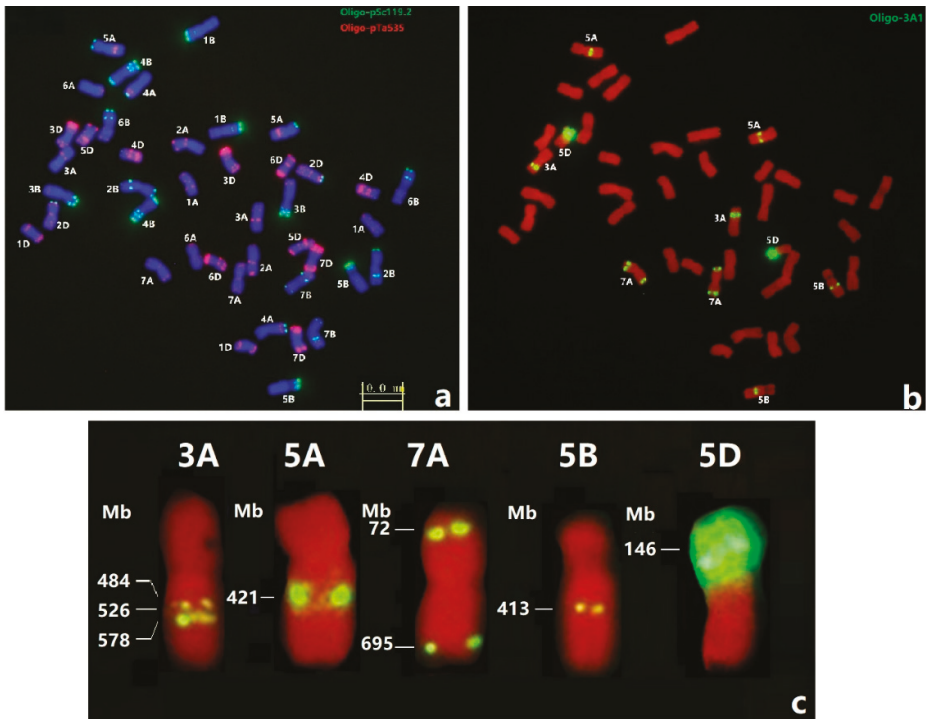 Oligo-pSc119.2
Oligo-pTa535
5A
1B
4B
6A
4A
6B
3D
5D
4D
2A
1B
5A
3A
3D
6D
2D
3B
2B
1A
4D
6B
4B
2D
3A
3B
1A
1D
6A
5D
7D
7A
6D
2A
7A
7B
5B
2B
4A
7B
1D
7D
5B
a
Oligo-3A1
5A
5D
3A
5A
3A
5D
7A
7A
5B
5B
b
3A
5A
7A
5B
5D
Mb
484
526
578
Mb
421
Mb
72
695
Mb
413
Mb
146
c